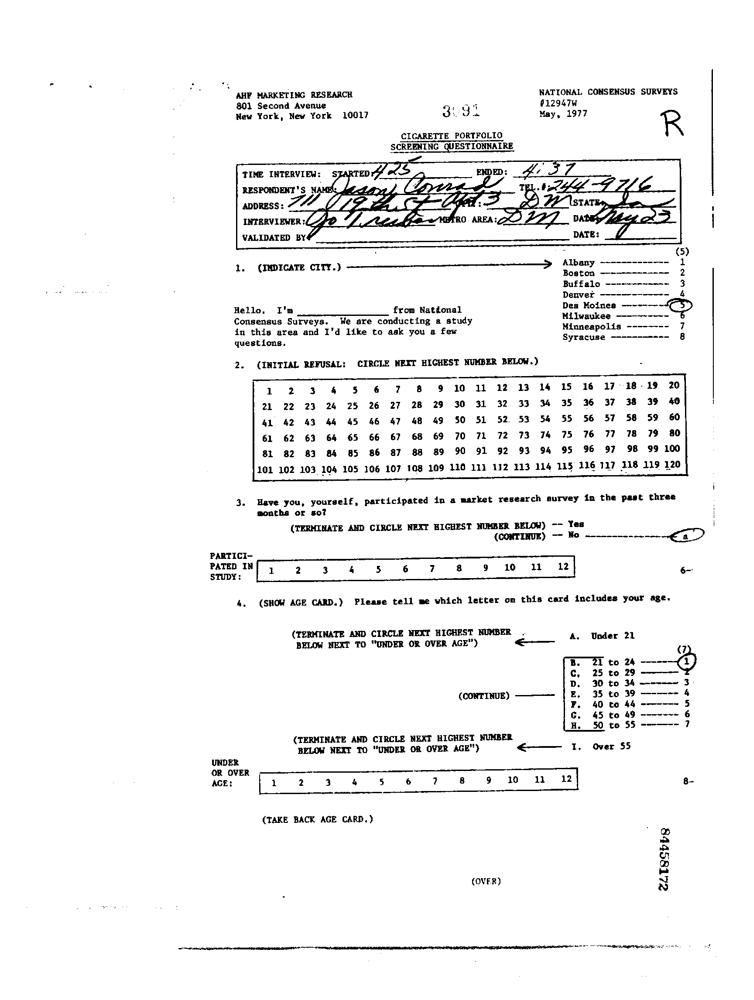 AHF MARKETING RESEARCH
801 Second Avenue
New York, New York 10017
3091
NATIONAL CONSENSUS SURVEYS
#12947W
May, 1977
R
CIGARETTE PORTFOLIO
SCREENING QUESTIONNAIRE
TIME INTERVIEW: STARTED: 4 25 ENDED: 4:37
RESPONDENT'S NAME: Jason Conrad TEL.# 244-9716
ADDRESS: 711 19th St Apt. 3 DM STATE:
INTERVIEWER: Jo METRO AREA: DM DATE: May 23
VALIDATED BY DATE:
(5)
1. (INDICATE CITY.)
Albany ------------- 1
Boston ------------- 2
Buffalo ------------ 3
Denver ------------- 4
Des Moines --------- 5
Milwaukee ---------- 6
Minneapolis -------- 7
Syracuse ----------- 8
Hello. I'm ______________ from National
Consensus Surveys. We are conducting a study
in this area and I'd like to ask you a few
questions.
2. (INITIAL REFUSAL: CIRCLE NEXT HIGHEST NUMBER BELOW.)
1 2 3 4 5 6 7 8 9 10 11 12 13 14 15 16 17 18 19 20
21 22 23 24 25 26 27 28 29 30 31 32 33 34 35 36 37 38 39 40
41 42 43 44 45 46 47 48 49 50 51 52 53 54 55 56 57 58 59 60
61 62 63 64 65 66 67 68 69 70 71 72 73 74 75 76 77 78 79 80
81 82 83 84 85 86 87 88 89 90 91 92 93 94 95 96 97 98 99 100
101 102 103 104 105 106 107 108 109 110 111 112 113 114 115 116 117 118 119 120
3. Have you, yourself, participated in a market research survey in the past three
months or so?
(TERMINATE AND CIRCLE NEXT HIGHEST NUMBER BELOW) -- Yes
(CONTINUE) -- No ----------------
PARTICI-
PATED IN
STUDY:
1 2 3 4 5 6 7 8 9 10 11 12
6-
4. (SHOW AGE CARD.) Please tell me which letter on this card includes your age.
(TERMINATE AND CIRCLE NEXT HIGHEST NUMBER
BELOW NEXT TO "UNDER OR OVER AGE")
A. Under 21
(7)
B. 21 to 24 ------- 1
C. 25 to 29 ------- 2
D. 30 to 34 ------- 3
(CONTINUE)
E. 35 to 39 ------- 4
F. 40 to 44 ------- 5
G. 45 to 49 ------- 6
H. 50 to 55 ------- 7
(TERMINATE AND CIRCLE NEXT HIGHEST NUMBER
BELOW NEXT TO "UNDER OR OVER AGE")
I. Over 55
UNDER
OR OVER
AGE:
1 2 3 4 5 6 7 8 9 10 11 12
8-
(TAKE BACK AGE CARD.)
(OVER)
84458172